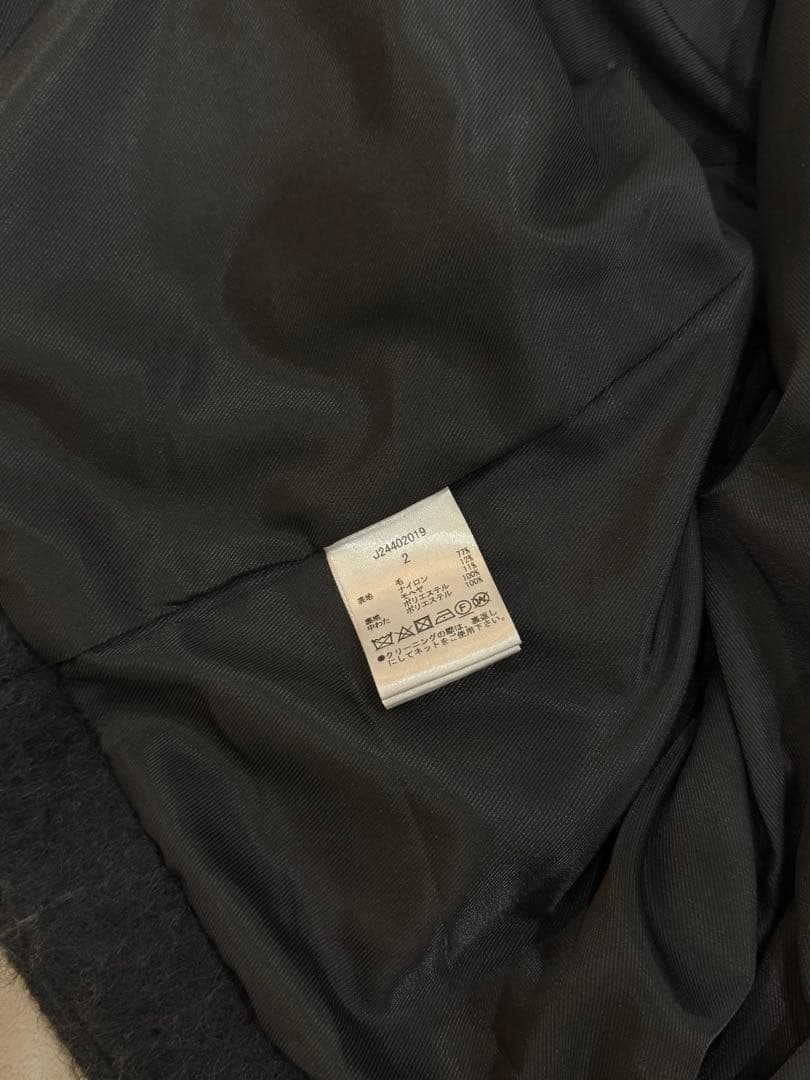 J24402019
2
表地 毛 77%
ナイロン 12%
モヘヤ 11%
裏地 ポリエステル 100%
中わた ポリエステル 100%
●クリーニングの際は、裏返し
にしてネットをご使用下さい。